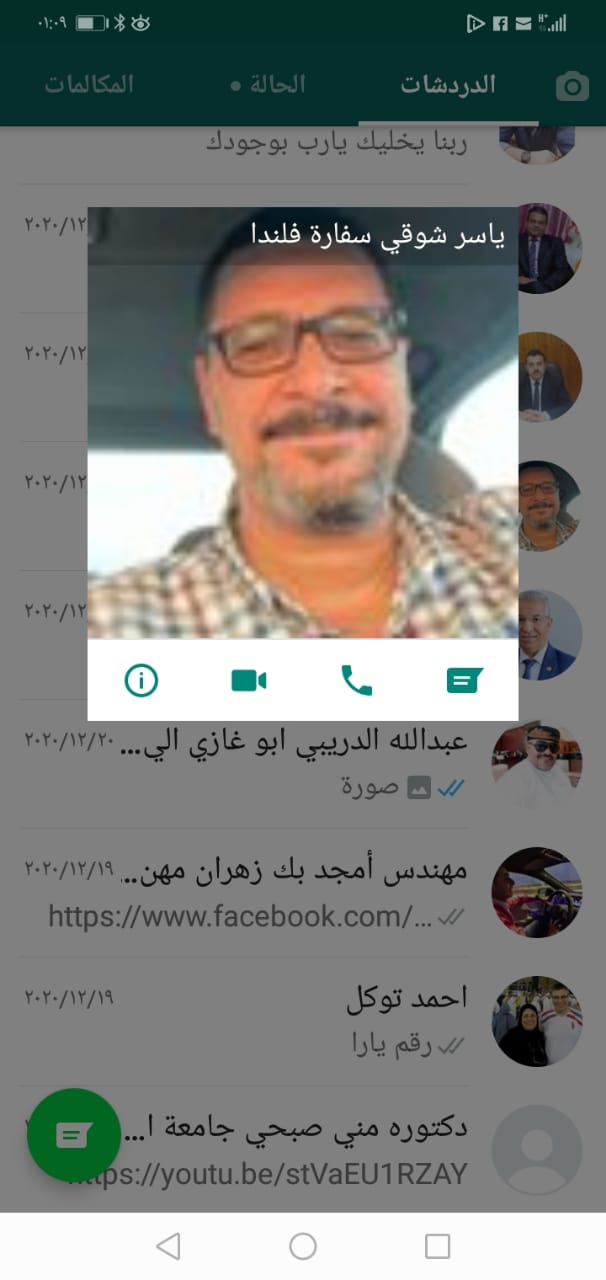 ٠١:٠٩
الدردشات
الحالة
المكالمات
ربنا يخليك يارب بوجودك
ياسر شوقي سفارة فلندا
٢٠٢٠/١٢
٢٠٢٠/١٢
٢٠٢٠/١٢
٢٠٢٠/١٢
عبدالله الدريبي ابو غازي الي... ٢٠٢٠/١٢/٢٠
صورة
مهندس أمجد بك زهران مهن... ٢٠٢٠/١٢/١٩
https://www.facebook.com/...
احمد توكل ٢٠٢٠/١٢/١٩
رقم يارا
دكتوره مني صبحي جامعة ا...
https://youtu.be/stVaEU1RZAY